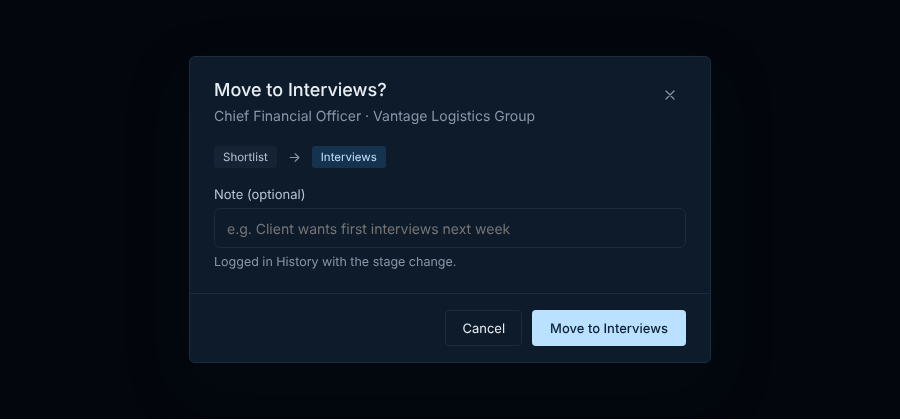 Move to Interviews?
Chief Financial Officer · Vantage Logistics Group
Shortlist → Interviews
Note (optional)
e.g. Client wants first interviews next week
Logged in History with the stage change.
Cancel
Move to Interviews